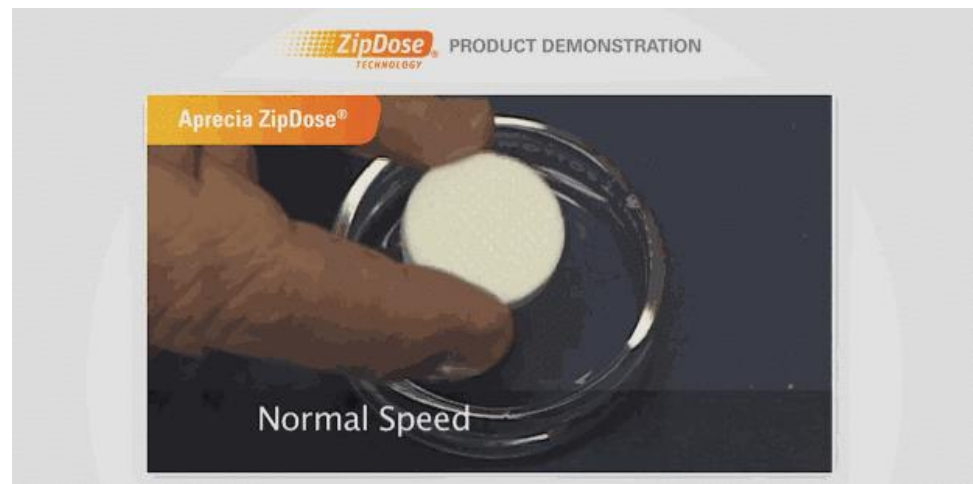 ZipDose® PRODUCT DEMONSTRATION
TECHNOLOGY
Aprecia ZipDose®
Normal Speed